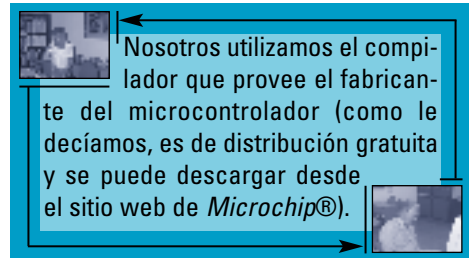 Nosotros utilizamos el compi-
lador que provee el fabrican-
te del microcontrolador (como le
decíamos, es de distribución gratuita
y se puede descargar desde
el sitio web de Microchip®).